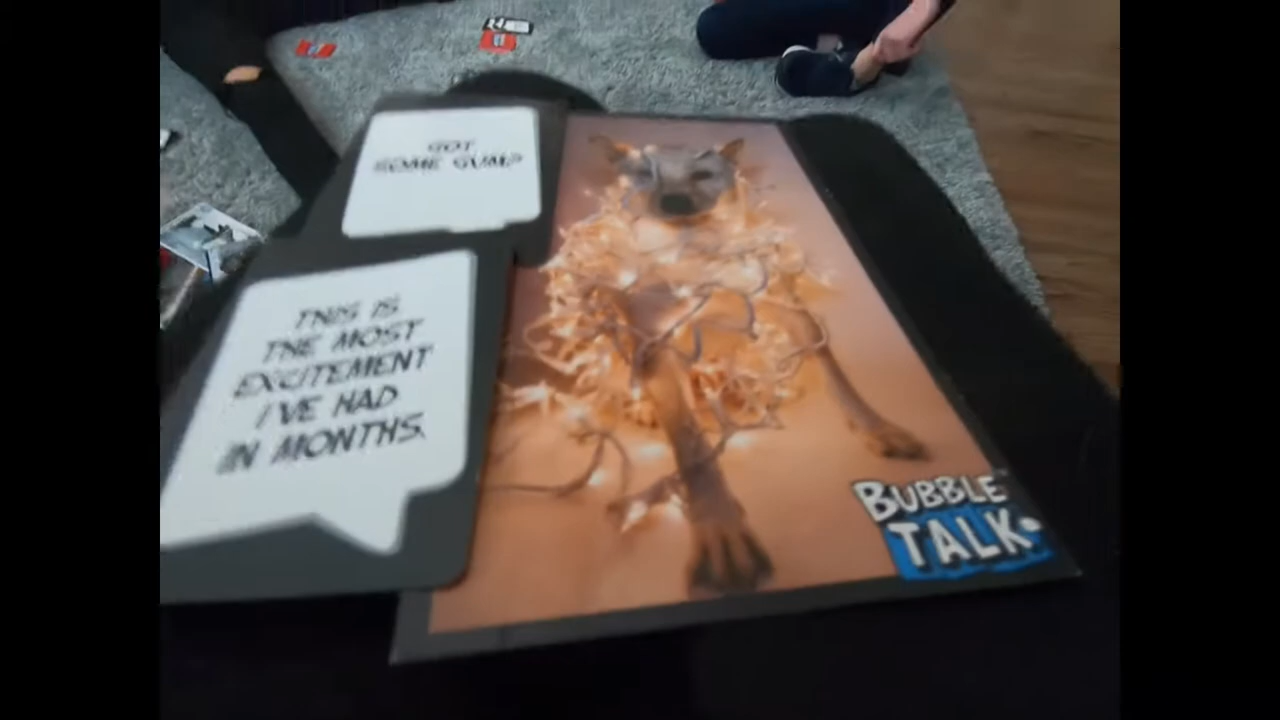 GOT
SOME GUM?
THIS IS
THE MOST
EXCITEMENT
I'VE HAD
IN MONTHS.
BUBBLE
TALK